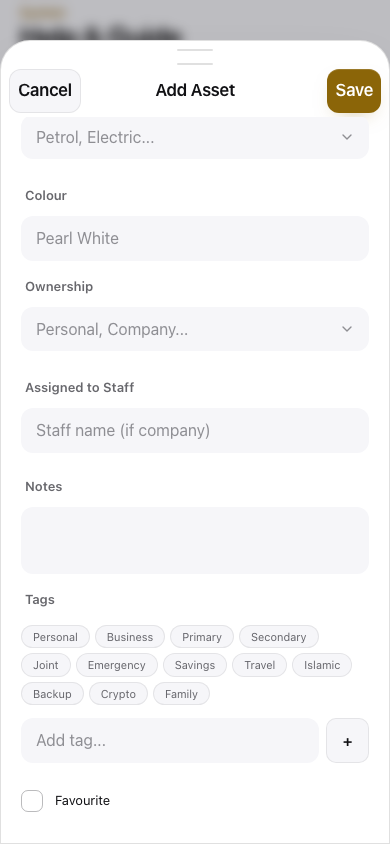 Cancel
Add Asset
Save
Petrol, Electric...
Colour
Pearl White
Ownership
Personal, Company...
Assigned to Staff
Staff name (if company)
Notes
Tags
Personal Business Primary Secondary
Joint Emergency Savings Travel Islamic
Backup Crypto Family
Add tag...
+
Favourite